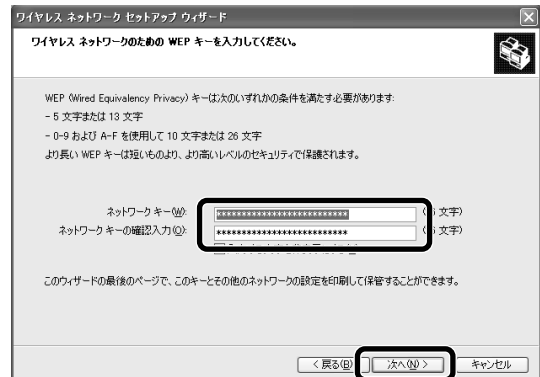 ワイヤレス ネットワーク セットアップ ウィザード
ワイヤレス ネットワークのための WEP キーを入力してください。
WEP (Wired Equivalency Privacy) キーは次のいずれかの条件を満たす必要があります:
- 5 文字または 13 文字
- 0-9 および A-F を使用して 10 文字または 26 文字
より長い WEP キーは短いものより、より高いレベルのセキュリティで保護されます。
ネットワーク キー(W): ************************** 文字)
ネットワーク キーの確認入力(O): ************************** 文字)
このウィザードの最後のページで、このキーとその他のネットワークの設定を印刷して保管することができます。
< 戻る(B) 次へ(N) > キャンセル